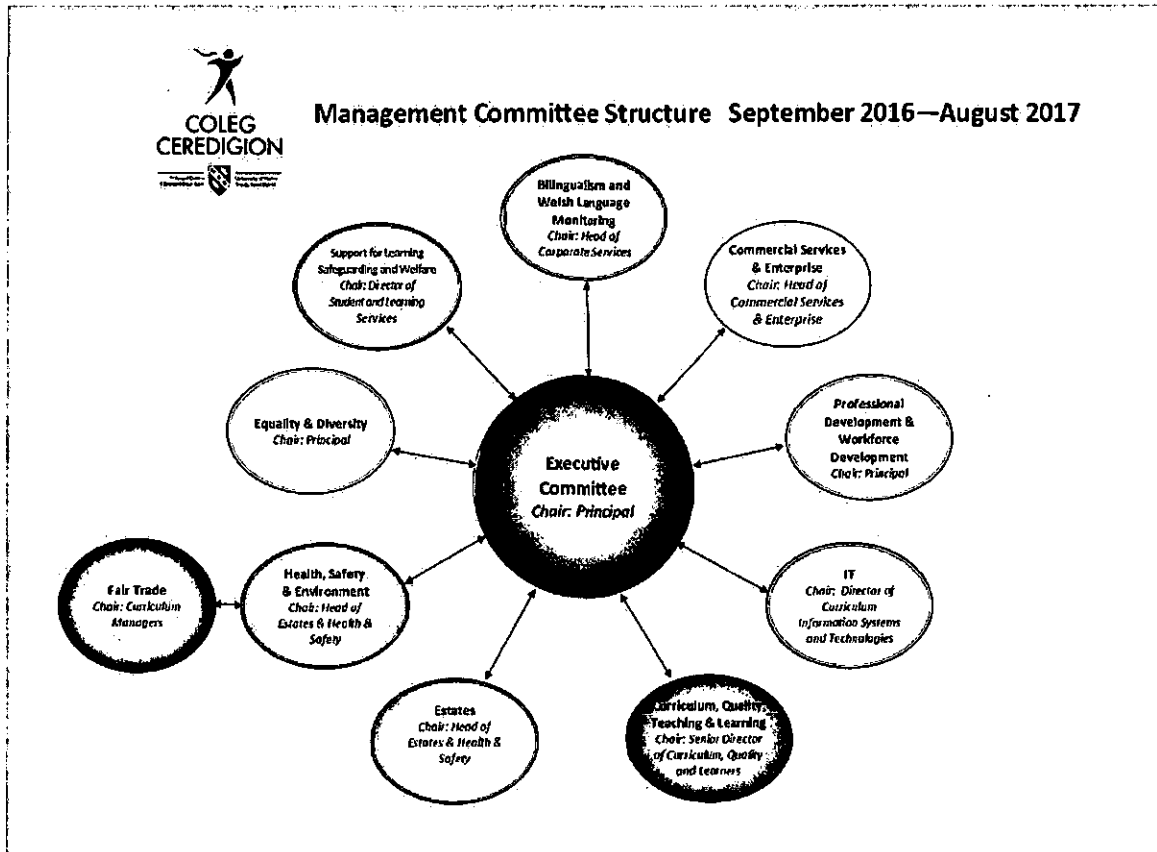 COLEG
CEREDIGION
Management Committee Structure September 2016—August 2017
Bilingualism and
Welsh Language
Monitoring
Chair: Head of
Corporate Services
Support for Learning
Safeguarding and Welfare
Chair: Director of
Student and Learning
Services
Commercial Services
& Enterprise
Chair: Head of
Commercial Services
& Enterprise
Equality & Diversity
Chair: Principal
Professional
Development &
Workforce
Development
Chair: Principal
Executive
Committee
Chair: Principal
Fair Trade
Chair: Curriculum
Managers
Health, Safety
& Environment
Chair: Head of
Estates & Health &
Safety
IT
Chair: Director of
Curriculum
Information Systems
and Technologies
Estates
Chair: Head of
Estates & Health &
Safety
Curriculum, Quality,
Teaching & Learning
Chair: Senior Director
of Curriculum, Quality
and Learners